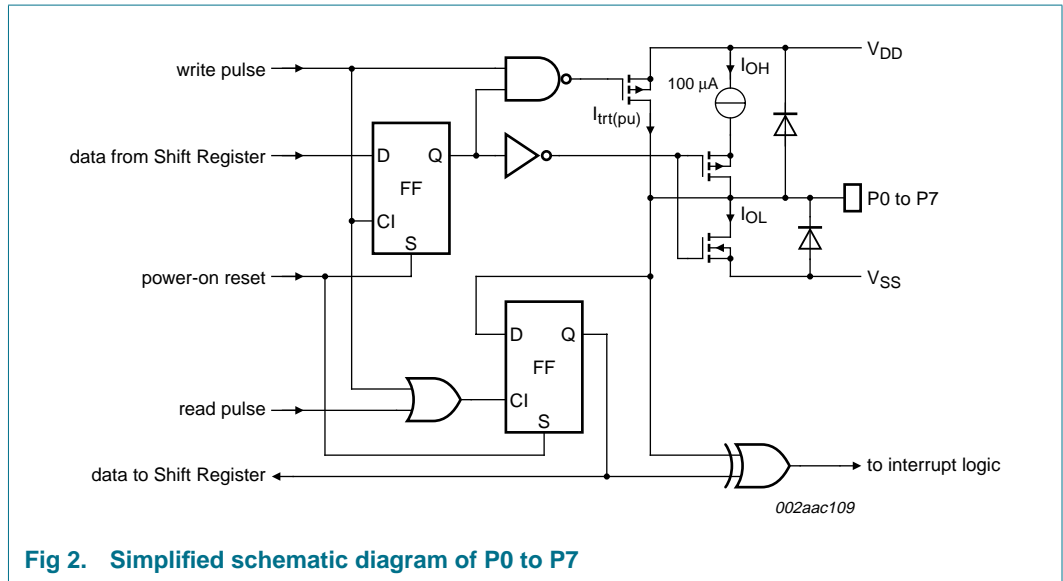 write pulse
data from Shift Register
power-on reset
read pulse
data to Shift Register
D
Q
FF
CI
S
D
Q
FF
CI
S
I_trt(pu)
100 μA
I_OH
V_DD
P0 to P7
I_OL
V_SS
to interrupt logic
002aac109
Fig 2. Simplified schematic diagram of P0 to P7